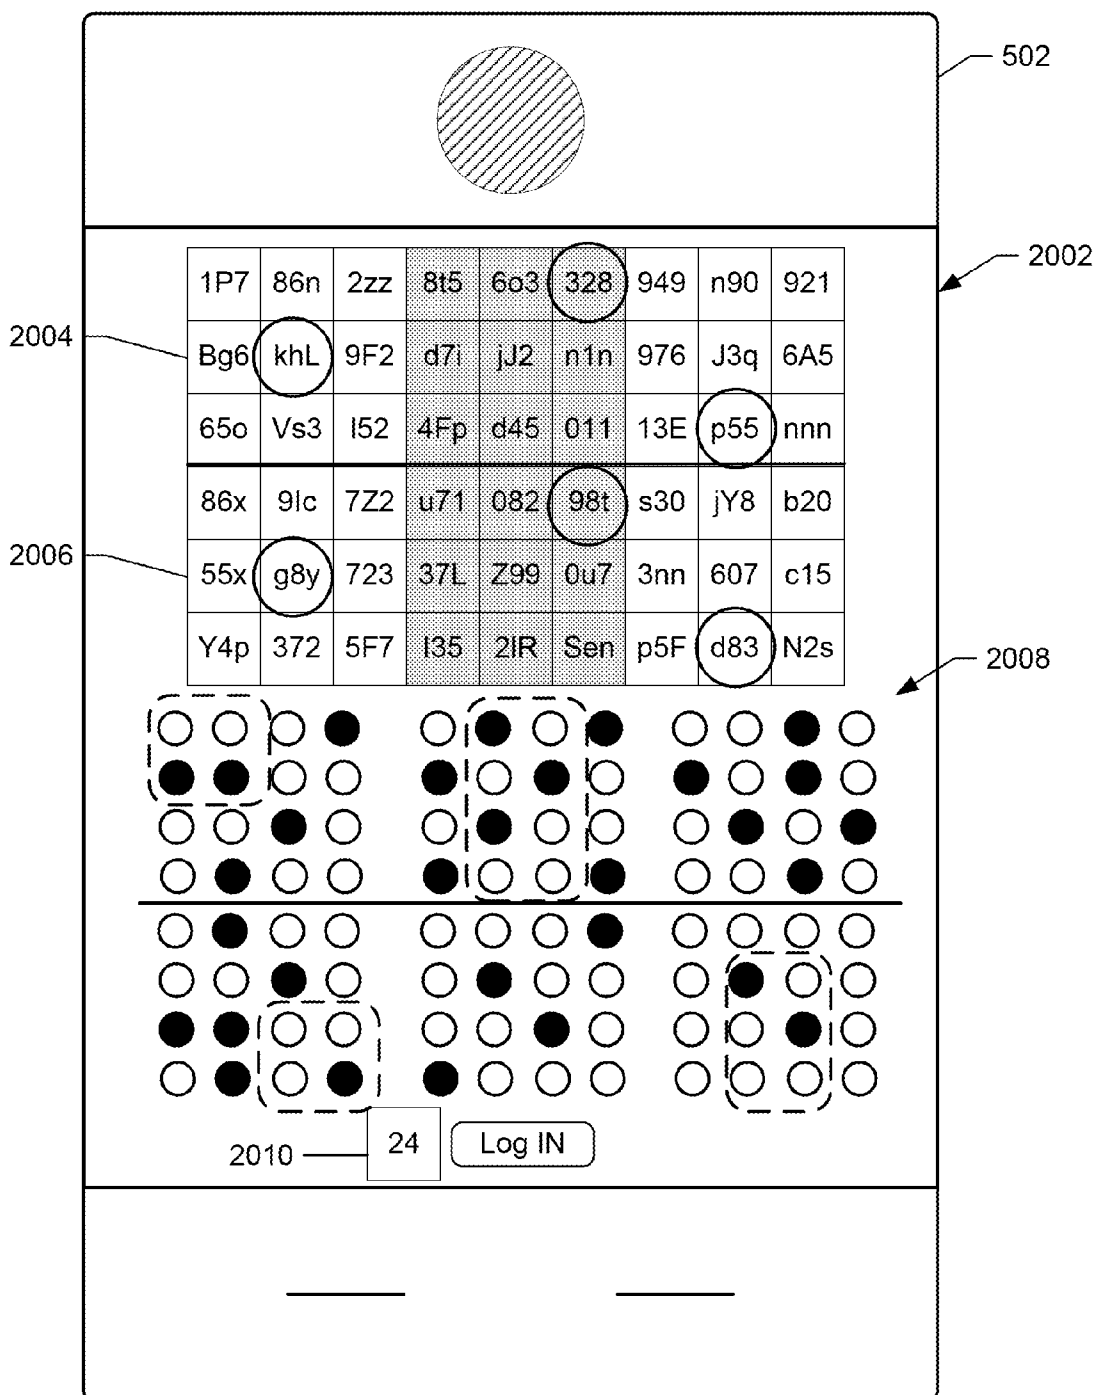 502
2002
1P7 86n 2zz 8t5 6o3 328 949 n90 921
2004
Bg6 khL 9F2 d7i jJ2 n1n 976 J3q 6A5
65o Vs3 I52 4Fp d45 011 13E p55 nnn
86x 9Ic 7Z2 u71 082 98t s30 jY8 b20
2006
55x g8y 723 37L Z99 0u7 3nn 607 c15
Y4p 372 5F7 I35 2IR Sen p5F d83 N2s
2008
2010
24
Log IN